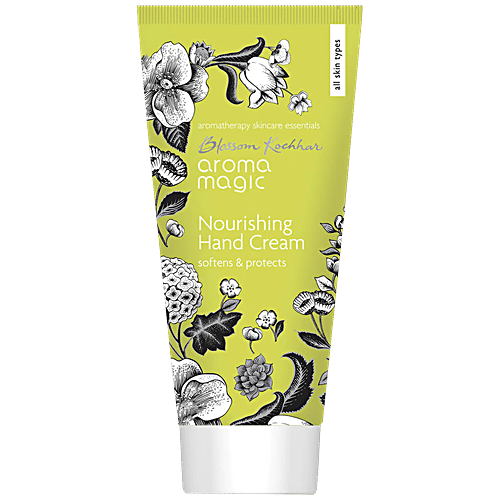 all skin types
aromatherapy skincare essentials
Blossom Kochhar
aroma
magic
Nourishing
Hand Cream
softens & protects